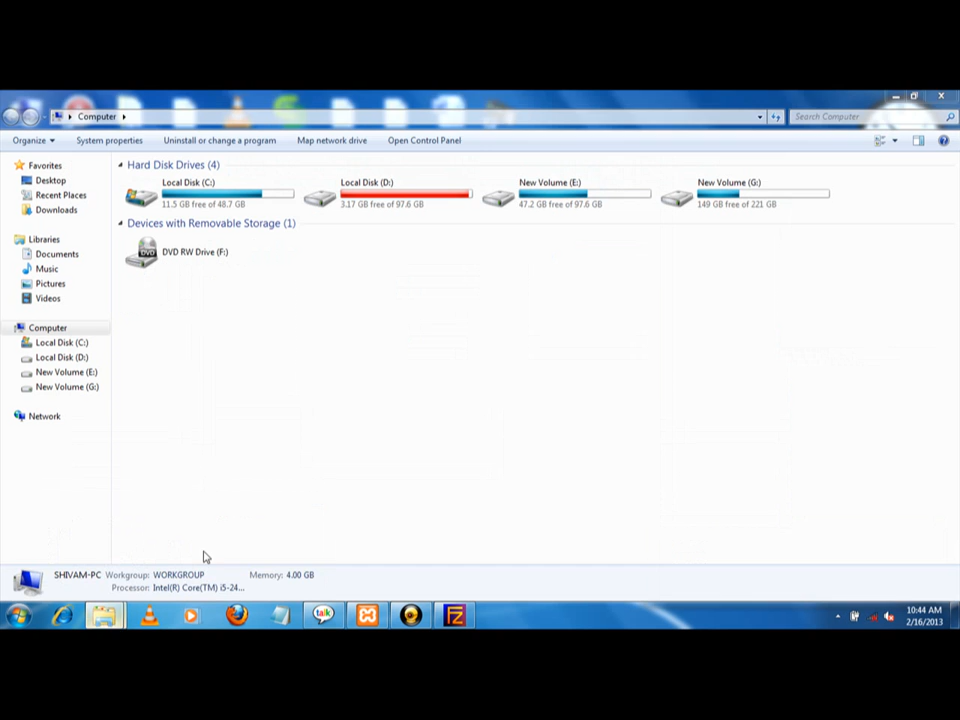 Computer
Search Computer
Organize
System properties
Uninstall or change a program
Map network drive
Open Control Panel
Favorites
Desktop
Recent Places
Downloads
Libraries
Documents
Music
Pictures
Videos
Computer
Local Disk (C:)
Local Disk (D:)
New Volume (E:)
New Volume (G:)
Network
Hard Disk Drives (4)
Local Disk (C:)
11.5 GB free of 48.7 GB
Local Disk (D:)
3.17 GB free of 97.6 GB
New Volume (E:)
47.2 GB free of 97.6 GB
New Volume (G:)
149 GB free of 221 GB
Devices with Removable Storage (1)
DVD
DVD RW Drive (F:)
SHIVAM-PC Workgroup: WORKGROUP Memory: 4.00 GB
Processor: Intel(R) Core(TM) i5-24...
talk
FZ
10:44 AM
2/16/2013